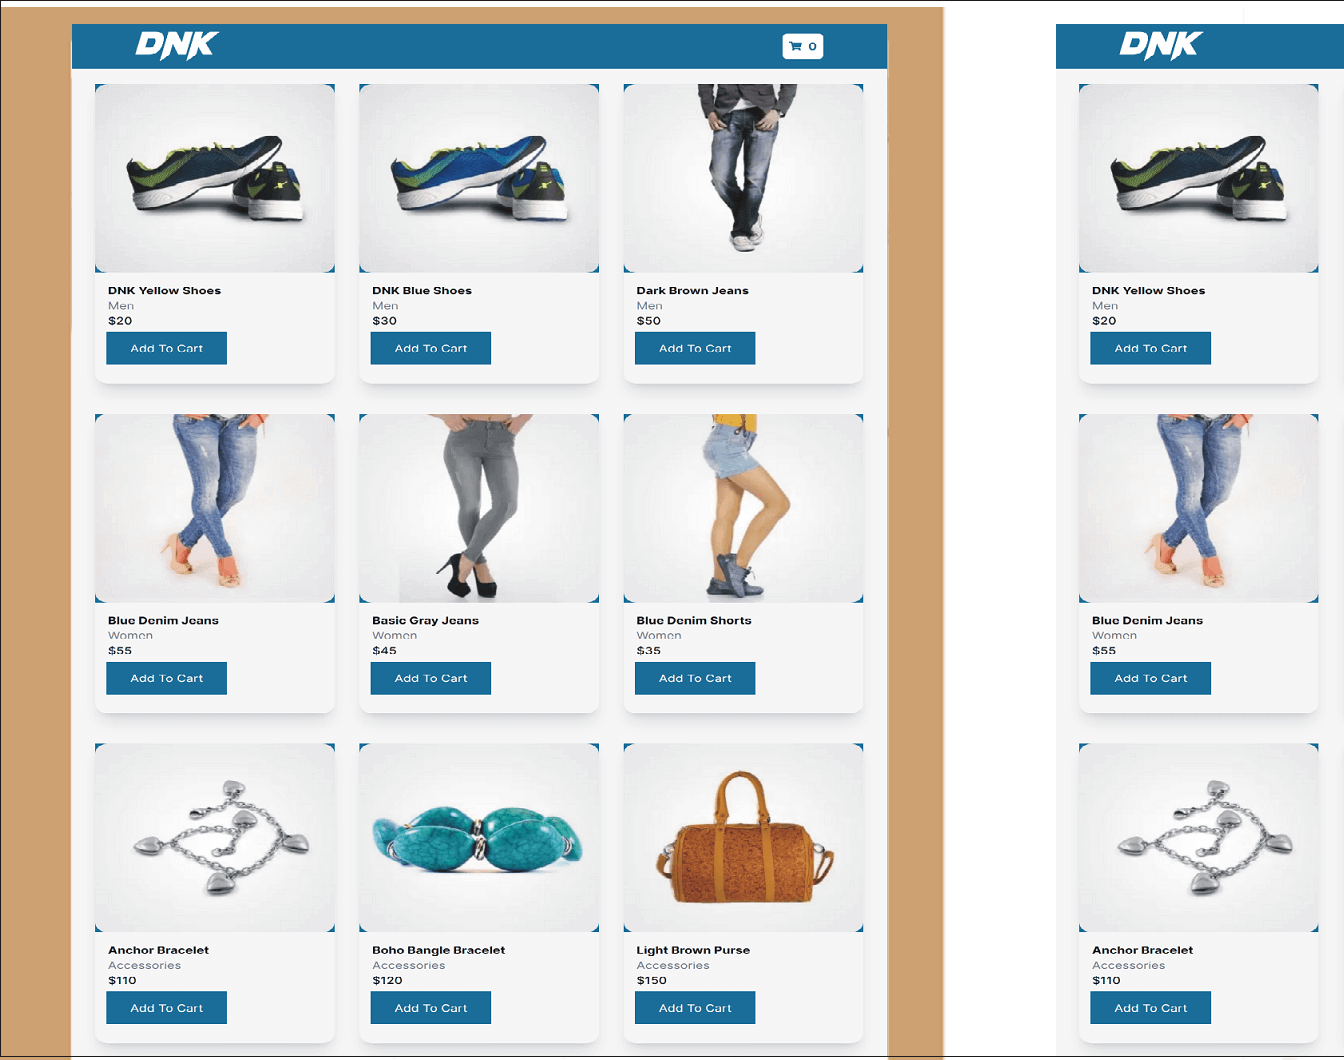 DNK
0
DNK
DNK Yellow Shoes
Men
$20
Add To Cart
DNK Blue Shoes
Men
$30
Add To Cart
Dark Brown Jeans
Men
$50
Add To Cart
DNK Yellow Shoes
Men
$20
Add To Cart
Blue Denim Jeans
Women
$55
Add To Cart
Basic Gray Jeans
Women
$45
Add To Cart
Blue Denim Shorts
Women
$35
Add To Cart
Blue Denim Jeans
Women
$55
Add To Cart
Anchor Bracelet
Accessories
$110
Add To Cart
Boho Bangle Bracelet
Accessories
$120
Add To Cart
Light Brown Purse
Accessories
$150
Add To Cart
Anchor Bracelet
Accessories
$110
Add To Cart